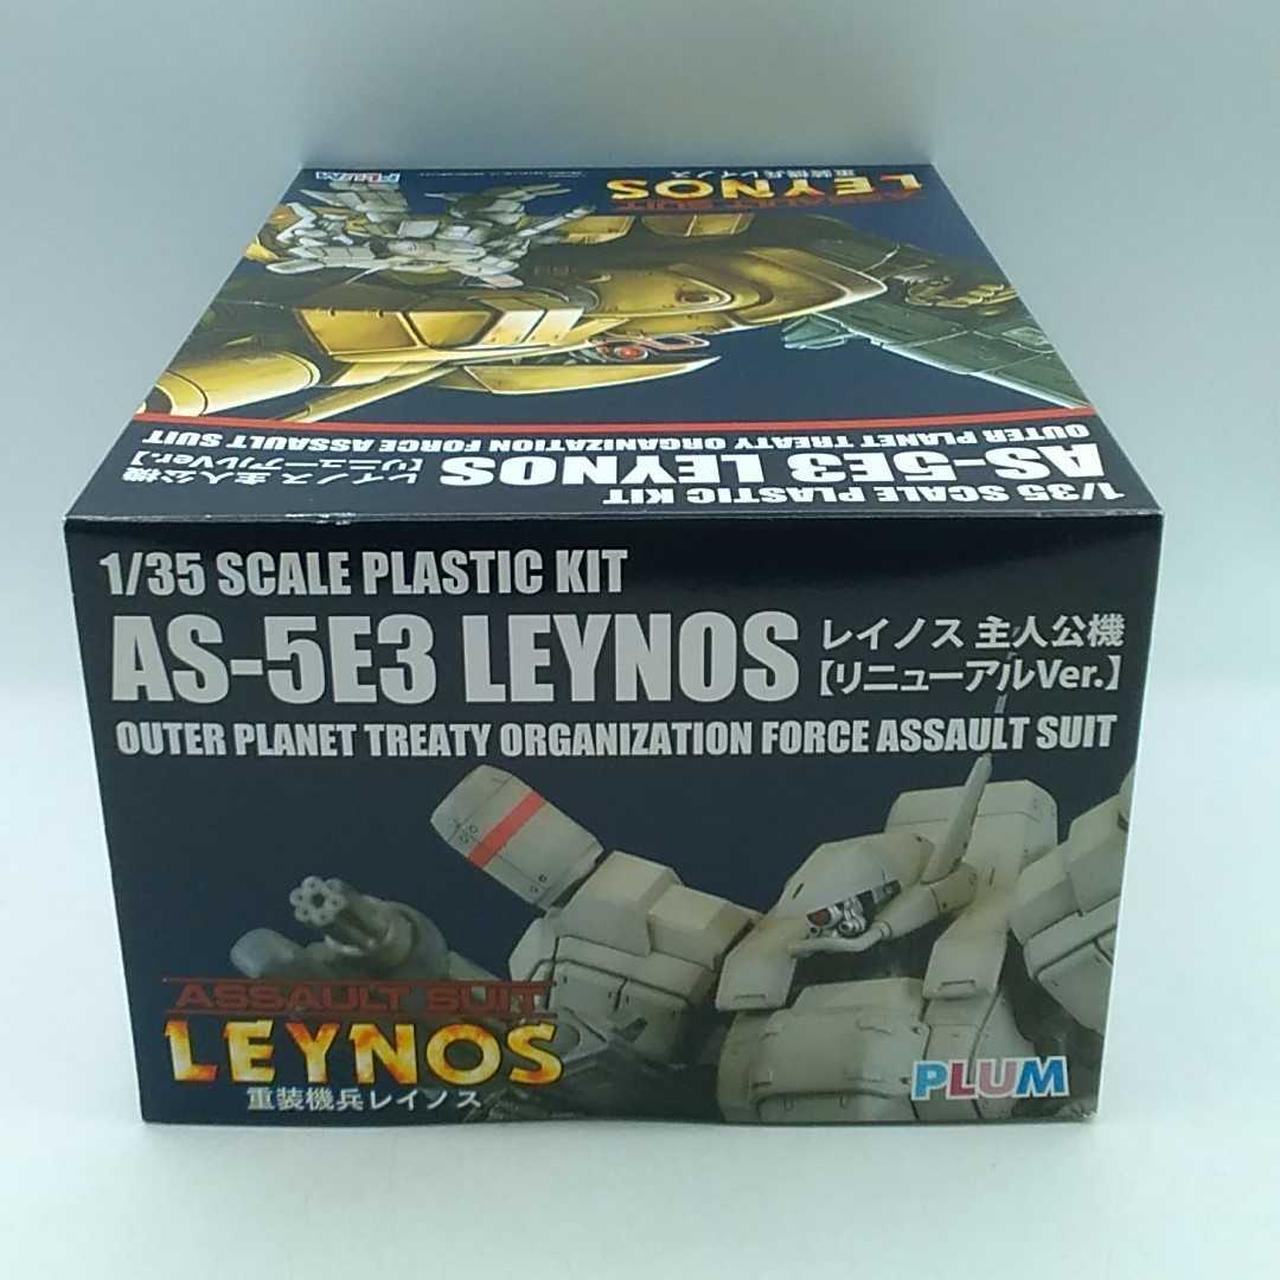 PLUM
LEYNOS
重装機兵レイノス
ASSAULT SUIT
OUTER PLANET TREATY ORGANIZATION FORCE ASSAULT SUIT
AS-5E3 LEYNOS
レイノス 主人公機
【リニューアルVer.】
1/35 SCALE PLASTIC KIT
1/35 SCALE PLASTIC KIT
AS-5E3 LEYNOS
レイノス 主人公機
【リニューアルVer.】
OUTER PLANET TREATY ORGANIZATION FORCE ASSAULT SUIT
ASSAULT SUIT
LEYNOS
重装機兵レイノス
PLUM